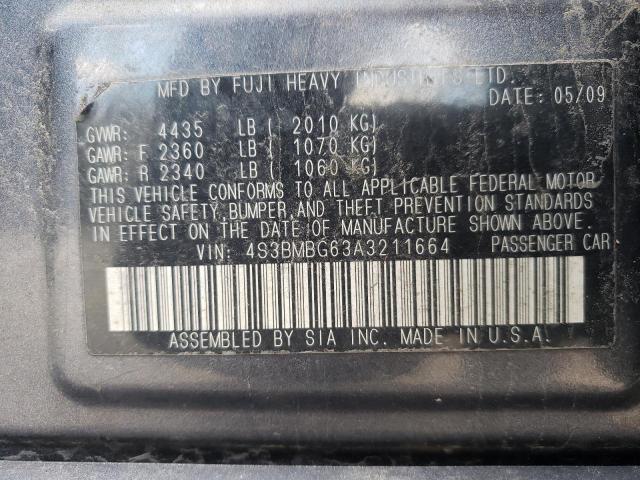 MFD BY FUJI HEAVY INDUSTRIES LTD.
DATE: 05/09
GVWR: 4435 LB ( 2010 KG)
GAWR: F 2360 LB ( 1070 KG)
GAWR: R 2340 LB ( 1060 KG)
THIS VEHICLE CONFORMS TO ALL APPLICABLE FEDERAL MOTOR
VEHICLE SAFETY, BUMPER, AND THEFT PREVENTION STANDARDS
IN EFFECT ON THE DATE OF MANUFACTURE SHOWN ABOVE.
VIN: 4S3BMBG63A3211664 PASSENGER CAR
ASSEMBLED BY SIA INC. MADE IN U.S.A.